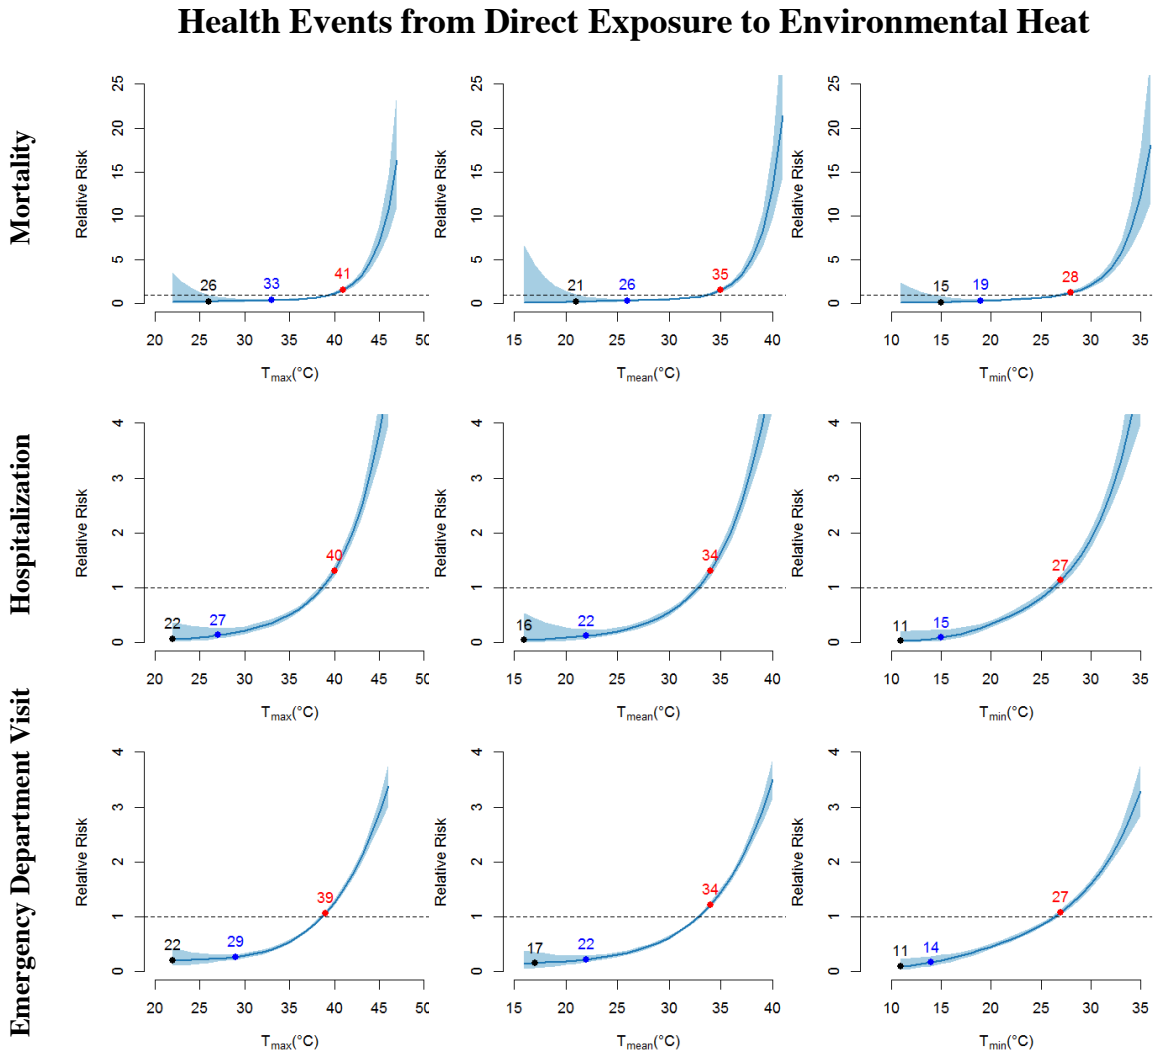 Health Events from Direct Exposure to Environmental Heat
Mortality
Relative Risk
0 5 10 15 20 25
26 33 41
20 25 30 35 40 45 50
Tmax(°C)
Relative Risk
0 5 10 15 20 25
21 26 35
15 20 25 30 35 40
Tmean(°C)
Relative Risk
0 5 10 15 20 25
15 19 28
10 15 20 25 30 35
Tmin(°C)
Hospitalization
Relative Risk
0 1 2 3 4
22 27 40
20 25 30 35 40 45 50
Tmax(°C)
Relative Risk
0 1 2 3 4
16 22 34
15 20 25 30 35 40
Tmean(°C)
Relative Risk
0 1 2 3 4
11 15 27
10 15 20 25 30 35
Tmin(°C)
Emergency Department Visit
Relative Risk
0 1 2 3 4
22 29 39
20 25 30 35 40 45 50
Tmax(°C)
Relative Risk
0 1 2 3 4
17 22 34
15 20 25 30 35 40
Tmean(°C)
Relative Risk
0 1 2 3 4
11 14 27
10 15 20 25 30 35
Tmin(°C)